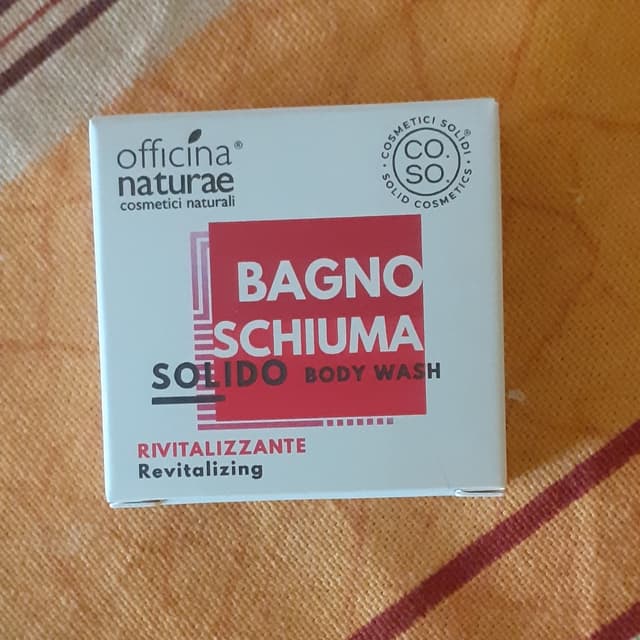 officina®
naturae
cosmetici naturali
COSMETICI SOLIDI®
CO.
SO.
SOLID COSMETICS
BAGNO
SCHIUMA
SOLIDO BODY WASH
RIVITALIZZANTE
Revitalizing